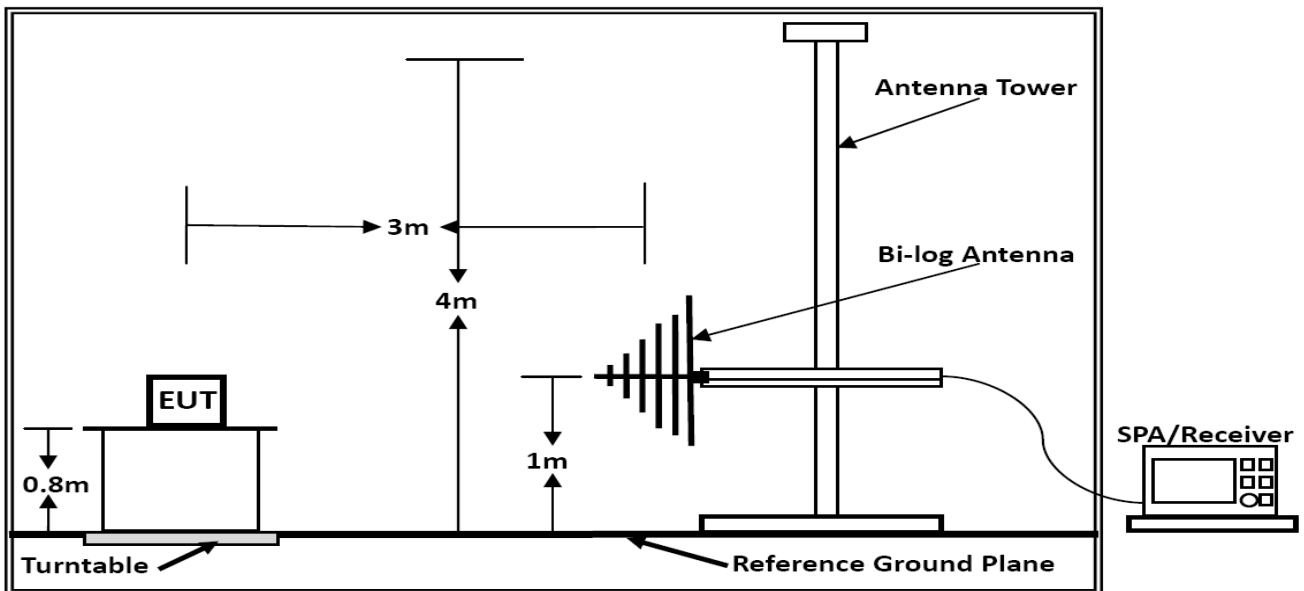 Antenna Tower
3m
Bi-log Antenna
4m
EUT
SPA/Receiver
1m
0.8m
Turntable
Reference Ground Plane